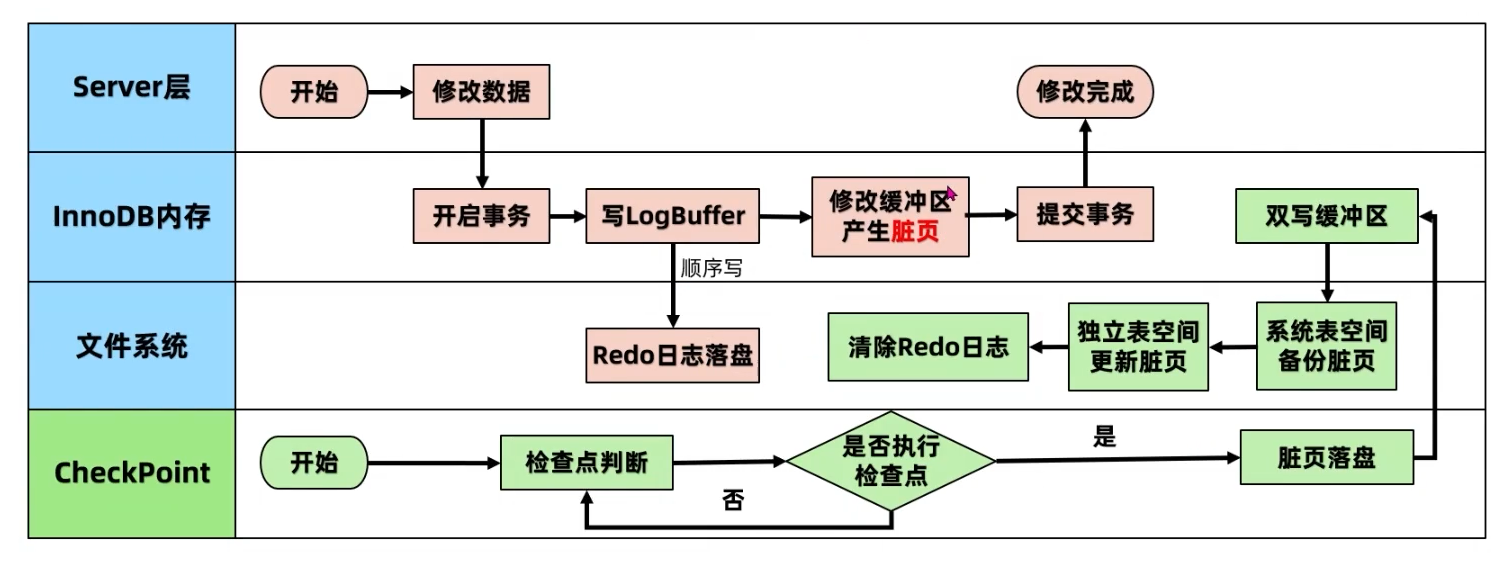 Server层
开始
修改数据
修改完成
InnoDB内存
开启事务
写LogBuffer
修改缓冲区
产生脏页
提交事务
双写缓冲区
顺序写
文件系统
Redo日志落盘
清除Redo日志
独立表空间
更新脏页
系统表空间
备份脏页
CheckPoint
开始
检查点判断
是否执行
检查点
是
否
脏页落盘